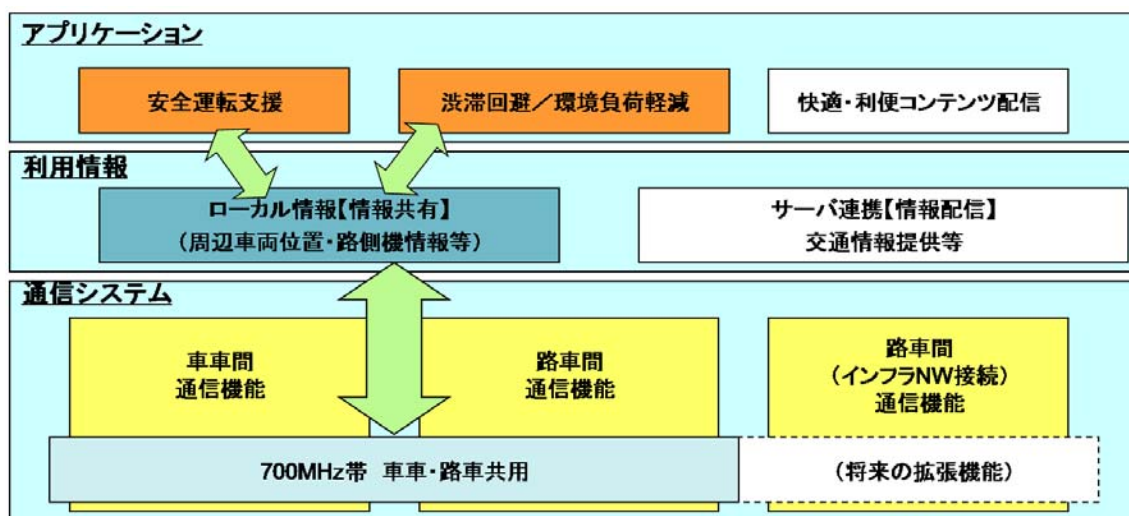 アプリケーション
安全運転支援
渋滞回避／環境負荷軽減
快適・利便コンテンツ配信
利用情報
ローカル情報【情報共有】
（周辺車両位置・路側機情報等）
サーバ連携【情報配信】
交通情報提供等
通信システム
車車間
通信機能
路車間
通信機能
路車間
（インフラNW接続）
通信機能
700MHz帯 車車・路車共用
（将来の拡張機能）